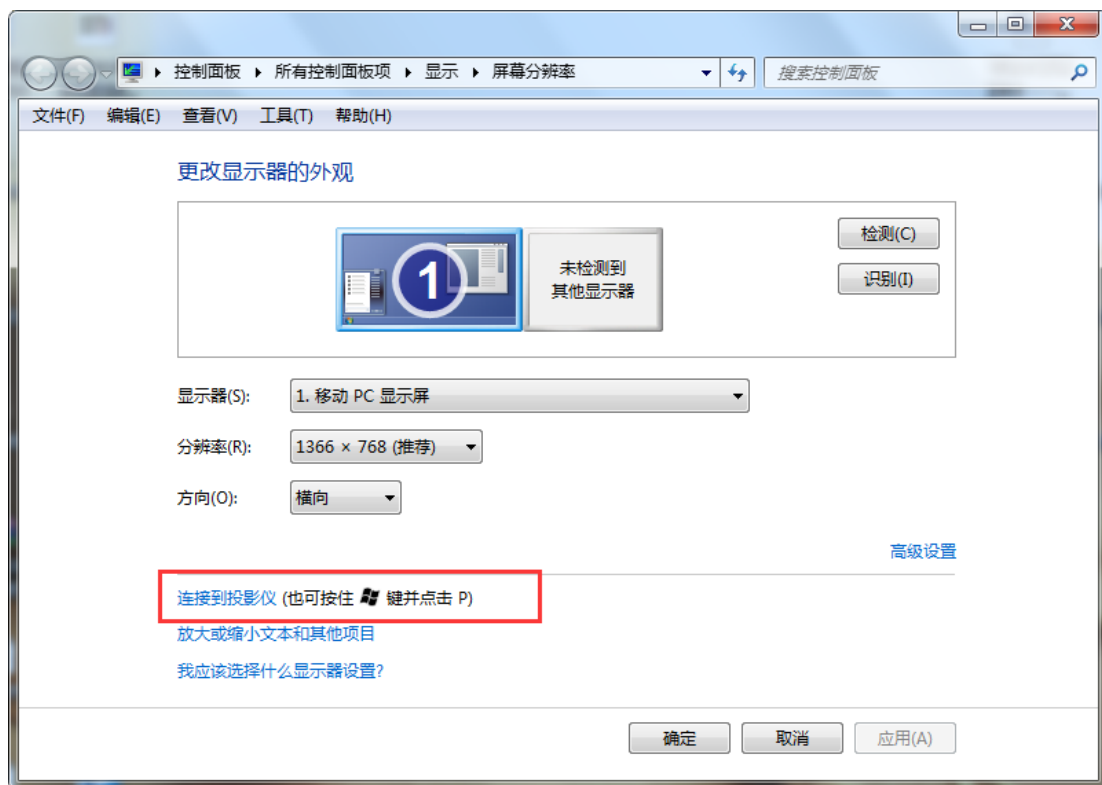 控制面板 ▸ 所有控制面板项 ▸ 显示 ▸ 屏幕分辨率
搜索控制面板
文件(F) 编辑(E) 查看(V) 工具(T) 帮助(H)
更改显示器的外观
1
未检测到
其他显示器
检测(C)
识别(I)
显示器(S): 1. 移动 PC 显示屏
分辨率(R): 1366 × 768 (推荐)
方向(O): 横向
高级设置
连接到投影仪 (也可按住 键并点击 P)
放大或缩小文本和其他项目
我应该选择什么显示器设置?
确定 取消 应用(A)